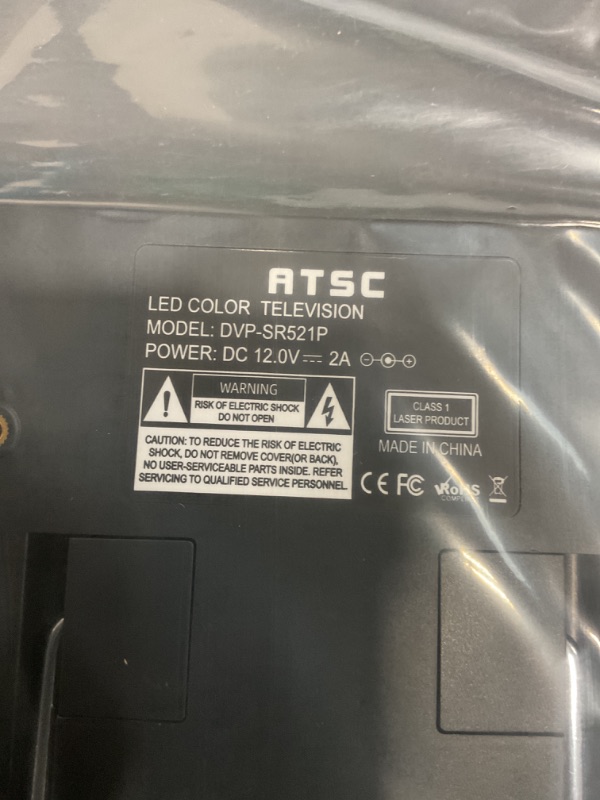 ATSC
LED COLOR TELEVISION
MODEL: DVP-SR521P
POWER: DC 12.0V⎓ 2A
WARNING
RISK OF ELECTRIC SHOCK
DO NOT OPEN
CAUTION: TO REDUCE THE RISK OF ELECTRIC
SHOCK, DO NOT REMOVE COVER(OR BACK),
NO USER-SERVICEABLE PARTS INSIDE. REFER
SERVICING TO QUALIFIED SERVICE PERSONNEL
CLASS 1
LASER PRODUCT
MADE IN CHINA
CE FC RoHS